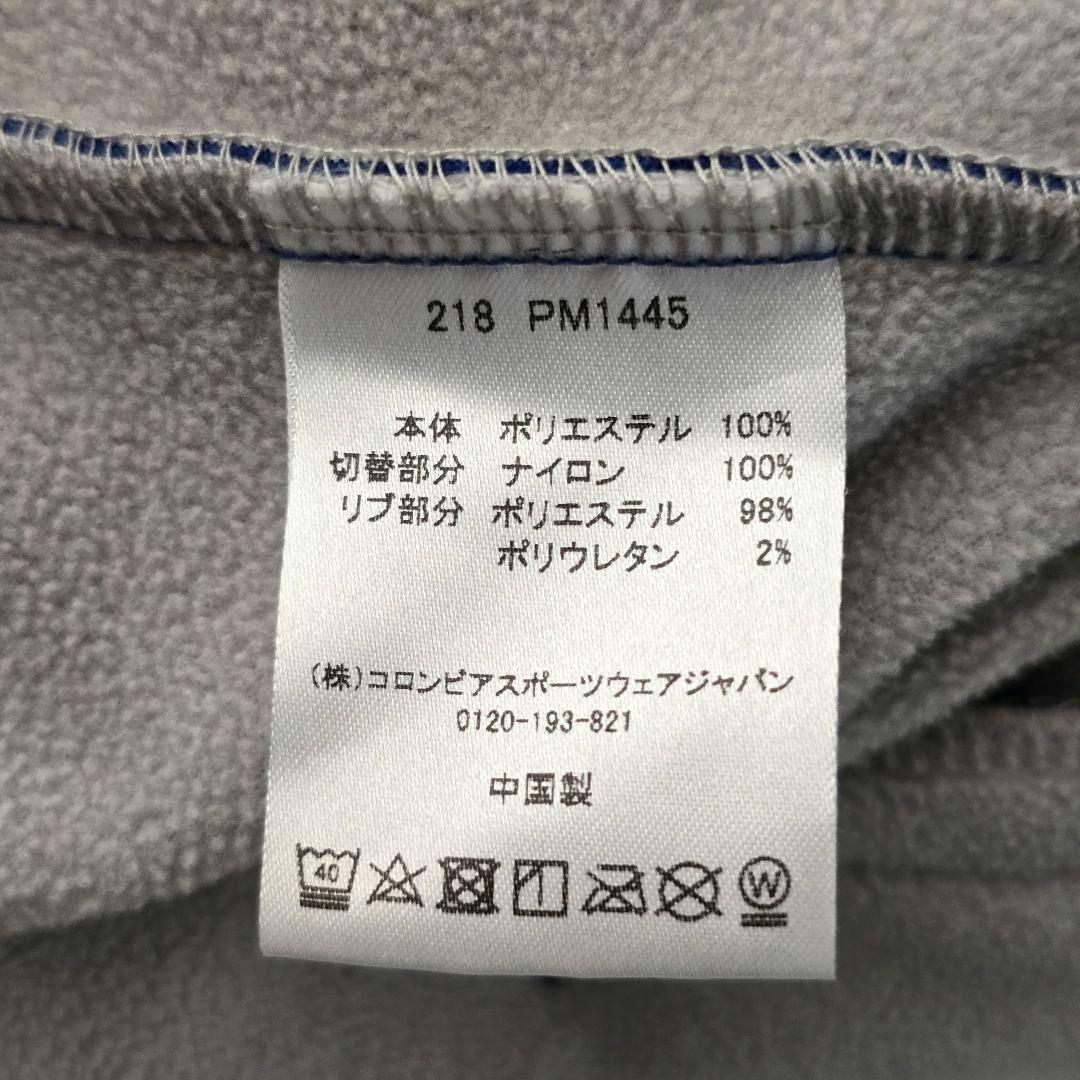 218 PM1445
本体 ポリエステル 100%
切替部分 ナイロン 100%
リブ部分 ポリエステル 98%
ポリウレタン 2%
(株)コロンビアスポーツウェアジャパン
0120-193-821
中国製
40
W